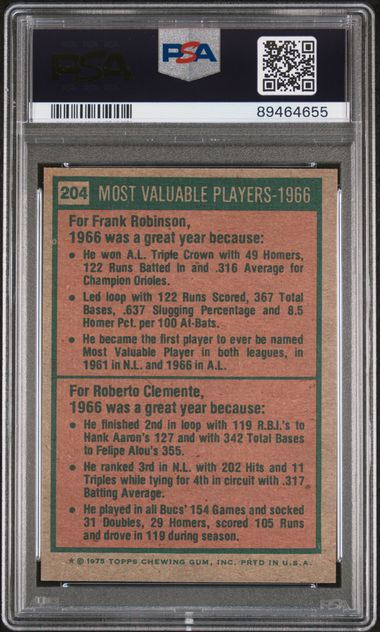 PSA
PSA
89464655
204 MOST VALUABLE PLAYERS-1966
For Frank Robinson,
1966 was a great year because:
• He won A.L. Triple Crown with 49 Homers,
122 Runs Batted In and .316 Average for
Champion Orioles.
• Led loop with 122 Runs Scored, 367 Total
Bases, .637 Slugging Percentage and 8.5
Homer Pct. per 100 At-Bats.
• He became the first player to ever be named
Most Valuable Player in both leagues, in
1961 in N.L. and 1966 in A.L.
For Roberto Clemente,
1966 was a great year because:
• He finished 2nd in loop with 119 R.B.I.'s to
Hank Aaron's 127 and with 342 Total Bases
to Felipe Alou's 355.
• He ranked 3rd in N.L. with 202 Hits and 11
Triples while tying for 4th in circuit with .317
Batting Average.
• He played in all Bucs' 154 Games and socked
31 Doubles, 29 Homers, scored 105 Runs
and drove in 119 during season.
★ © 1975 TOPPS CHEWING GUM, INC. PRTD IN U.S.A.